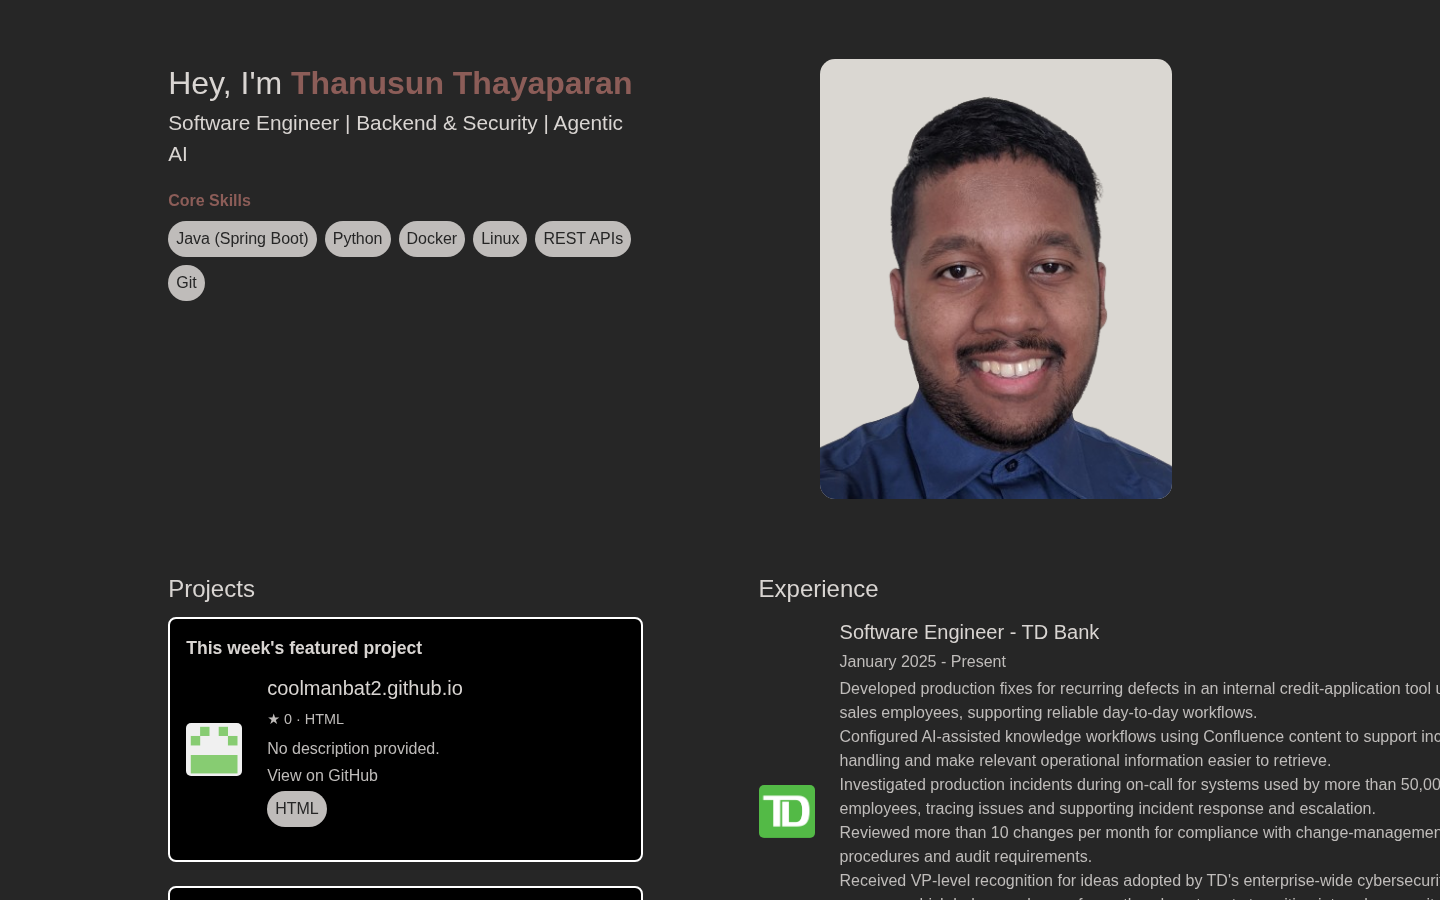 Hey, I'm Thanusun Thayaparan
Software Engineer | Backend & Security | Agentic
AI
Core Skills
Java (Spring Boot) Python Docker Linux REST APIs
Git
Projects
This week's featured project
coolmanbat2.github.io
★ 0 · HTML
No description provided.
View on GitHub
HTML
Experience
Software Engineer - TD Bank
January 2025 - Present
Developed production fixes for recurring defects in an internal credit-application tool
sales employees, supporting reliable day-to-day workflows.
Configured AI-assisted knowledge workflows using Confluence content to support
handling and make relevant operational information easier to retrieve.
Investigated production incidents during on-call for systems used by more than
employees, tracing issues and supporting incident response and escalation.
TD
Reviewed more than 10 changes per month for compliance with
procedures and audit requirements.
Received VP-level recognition for ideas adopted by TD's enterprise-wide